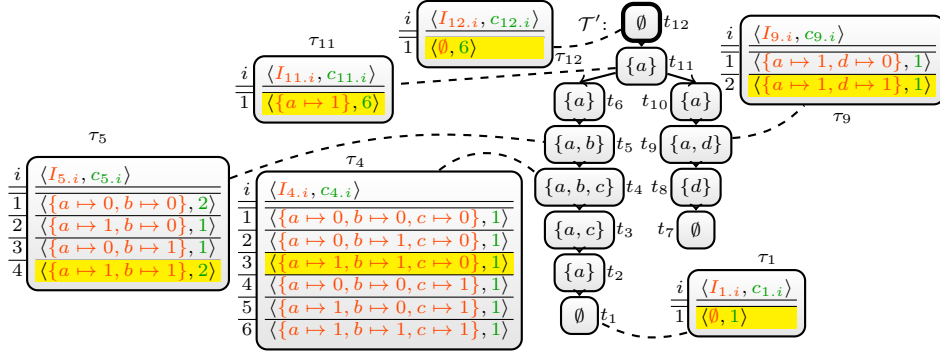 i ⟨I₁₂.ᵢ, c₁₂.ᵢ⟩
1 ⟨∅, 6⟩
τ₁₂
𝒯′: ∅ t₁₂
{a} t₁₁
{a} t₆
t₁₀ {a}
{a, b} t₅
t₉ {a, d}
{a, b, c} t₄
t₈ {d}
{a, c} t₃
t₇ ∅
{a} t₂
∅ t₁
i ⟨I₉.ᵢ, c₉.ᵢ⟩
1 ⟨{a ↦ 1, d ↦ 0}, 1⟩
2 ⟨{a ↦ 1, d ↦ 1}, 1⟩
τ₉
τ₁₁
i ⟨I₁₁.ᵢ, c₁₁.ᵢ⟩
1 ⟨{a ↦ 1}, 6⟩
τ₅
i ⟨I₅.ᵢ, c₅.ᵢ⟩
1 ⟨{a ↦ 0, b ↦ 0}, 2⟩
2 ⟨{a ↦ 1, b ↦ 0}, 1⟩
3 ⟨{a ↦ 0, b ↦ 1}, 1⟩
4 ⟨{a ↦ 1, b ↦ 1}, 2⟩
τ₄
i ⟨I₄.ᵢ, c₄.ᵢ⟩
1 ⟨{a ↦ 0, b ↦ 0, c ↦ 0}, 1⟩
2 ⟨{a ↦ 0, b ↦ 1, c ↦ 0}, 1⟩
3 ⟨{a ↦ 1, b ↦ 1, c ↦ 0}, 1⟩
4 ⟨{a ↦ 0, b ↦ 0, c ↦ 1}, 1⟩
5 ⟨{a ↦ 1, b ↦ 0, c ↦ 1}, 1⟩
6 ⟨{a ↦ 1, b ↦ 1, c ↦ 1}, 1⟩
τ₁
i ⟨I₁.ᵢ, c₁.ᵢ⟩
1 ⟨∅, 1⟩